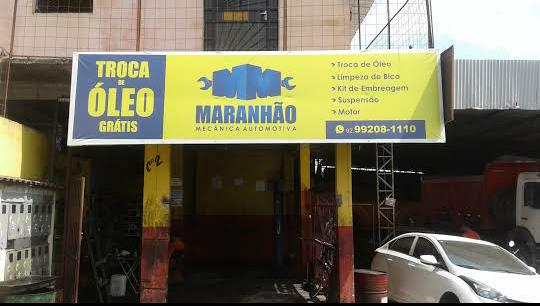 TROCA
DE
ÓLEO
GRÁTIS
MM
MARANHÃO
MECÂNICA AUTOMOTIVA
> Troca de Óleo
> Limpeza de Bico
> Kit de Embreagem
> Suspensão
> Motor
92 99208-1110